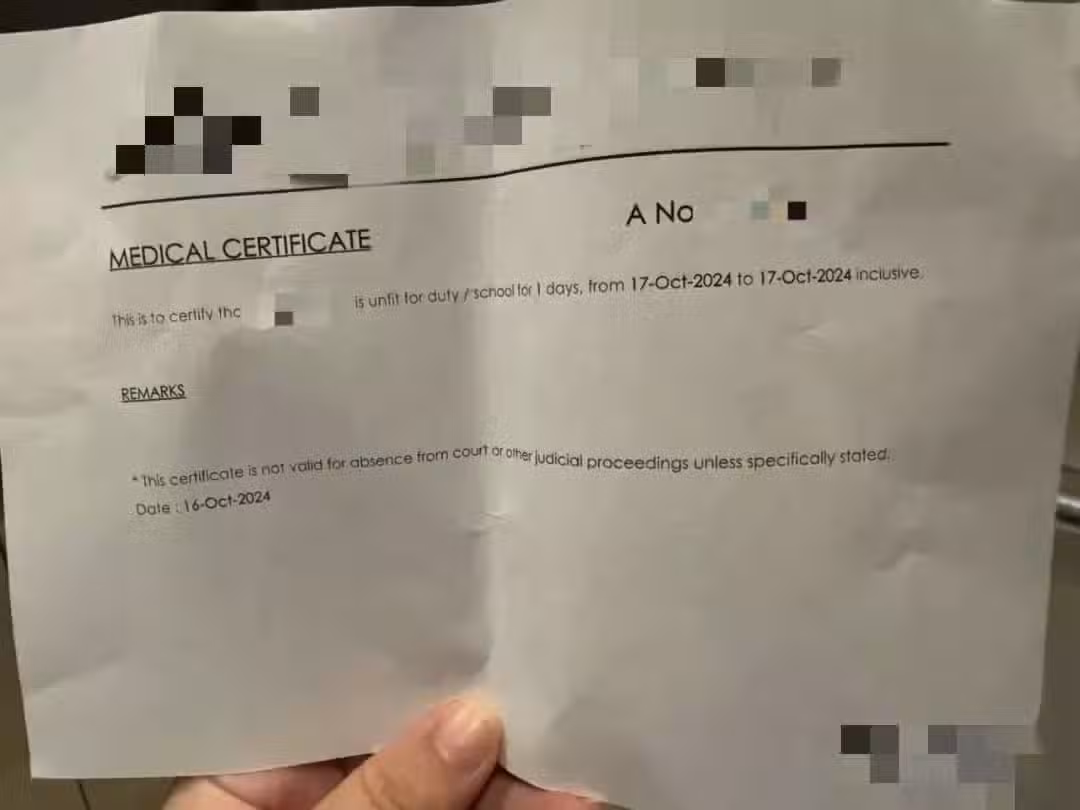 A No
MEDICAL CERTIFICATE
This is to certify tha is unfit for duty / school for 1 days, from 17-Oct-2024 to 17-Oct-2024 inclusive.
REMARKS
* This certificate is not valid for absence from court or other judicial proceedings unless specifically stated.
Date : 16-Oct-2024